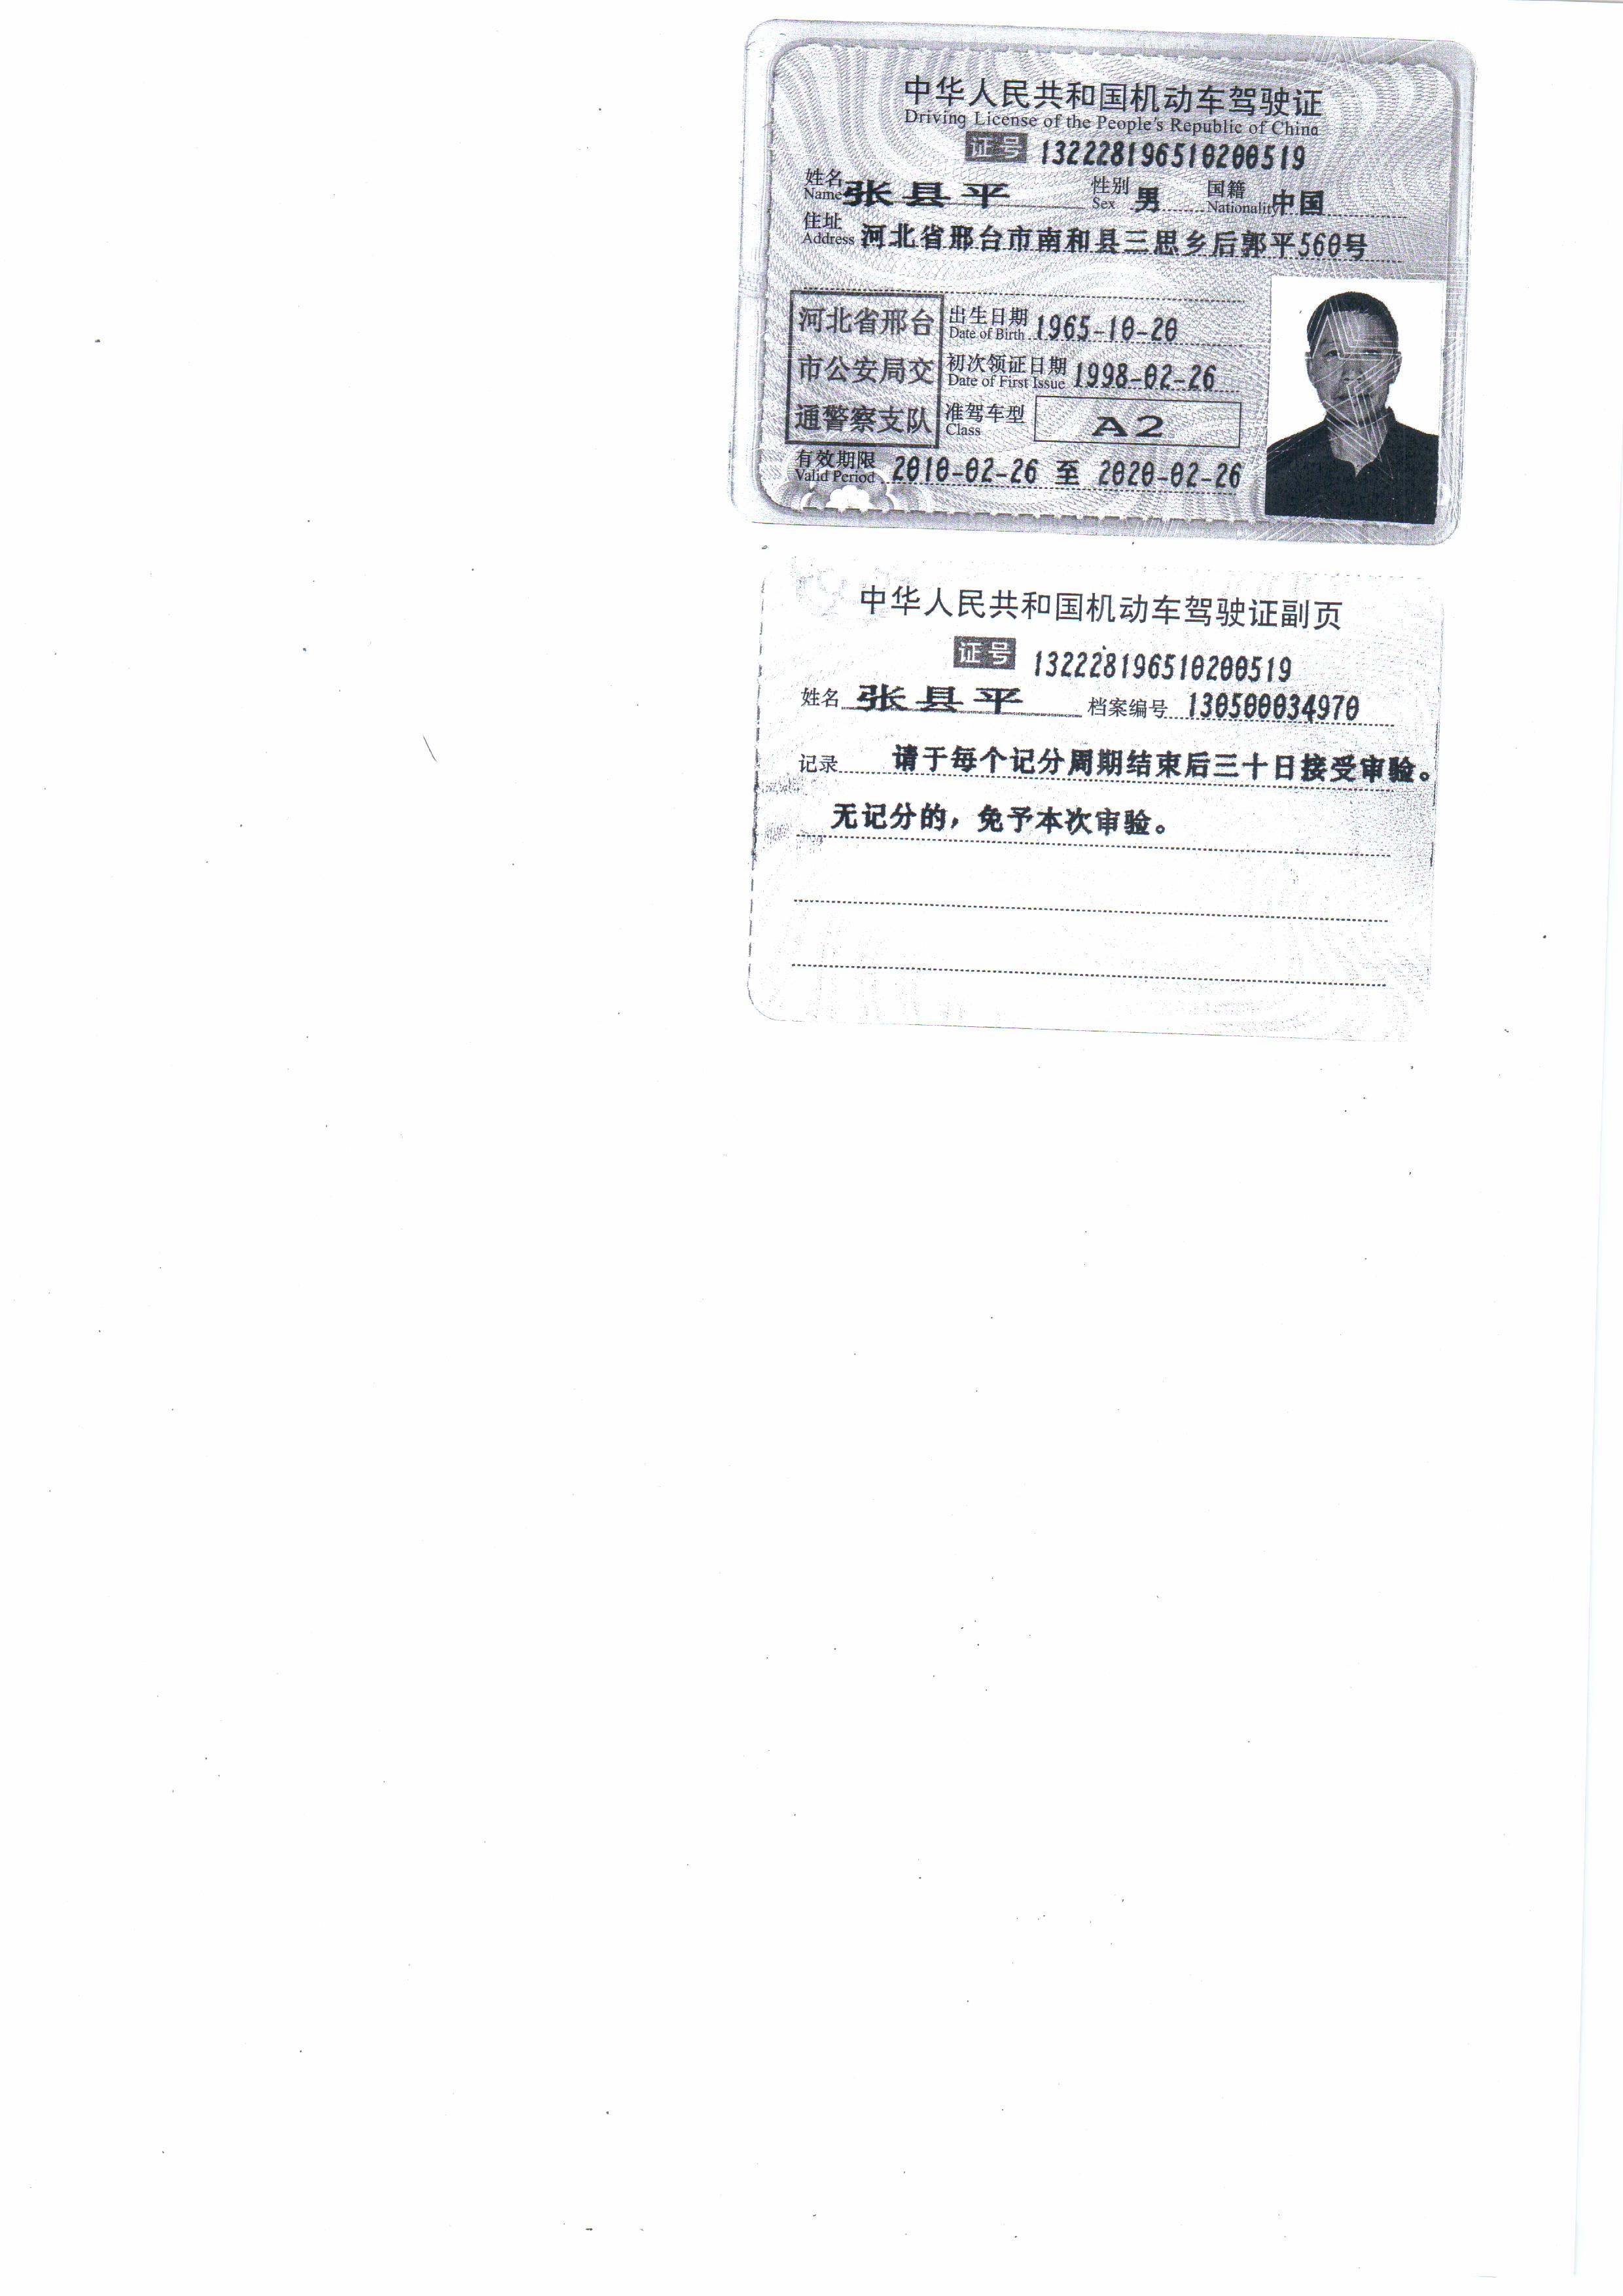 中华人民共和国机动车驾驶证
Driving License of the People's Republic of China
证号 132228196510200519
姓名 张县平 性别 男 国籍 中国
Name Sex Nationality
住址 河北省邢台市南和县三思乡后郭平560号
Address
河北省邢台
市公安局交
通警察支队
出生日期 1965-10-20
Date of Birth
初次领证日期 1998-02-26
Date of First Issue
准驾车型 A2
Class
有效期限 2010-02-26 至 2020-02-26
Valid Period
中华人民共和国机动车驾驶证副页
证号 132228196510200519
姓名 张县平 档案编号 130500034970
记录 请于每个记分周期结束后三十日接受审验。
无记分的，免予本次审验。